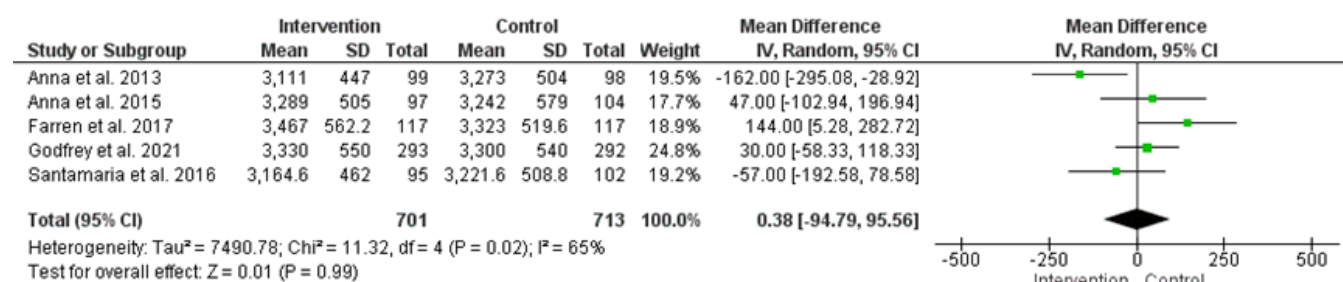 Intervention Control Mean Difference Mean Difference
Study or Subgroup Mean SD Total Mean SD Total Weight IV, Random, 95% CI IV, Random, 95% CI
Anna et al. 2013 3,111 447 99 3,273 504 98 19.5% -162.00 [-295.08, -28.92]
Anna et al. 2015 3,289 505 97 3,242 579 104 17.7% 47.00 [-102.94, 196.94]
Farren et al. 2017 3,467 562.2 117 3,323 519.6 117 18.9% 144.00 [5.28, 282.72]
Godfrey et al. 2021 3,330 550 293 3,300 540 292 24.8% 30.00 [-58.33, 118.33]
Santamaria et al. 2016 3,164.6 462 95 3,221.6 508.8 102 19.2% -57.00 [-192.58, 78.58]
Total (95% CI) 701 713 100.0% 0.38 [-94.79, 95.56]
Heterogeneity: Tau² = 7490.78; Chi² = 11.32, df = 4 (P = 0.02); I² = 65%
Test for overall effect: Z = 0.01 (P = 0.99)
-500 -250 0 250 500
Intervention Control